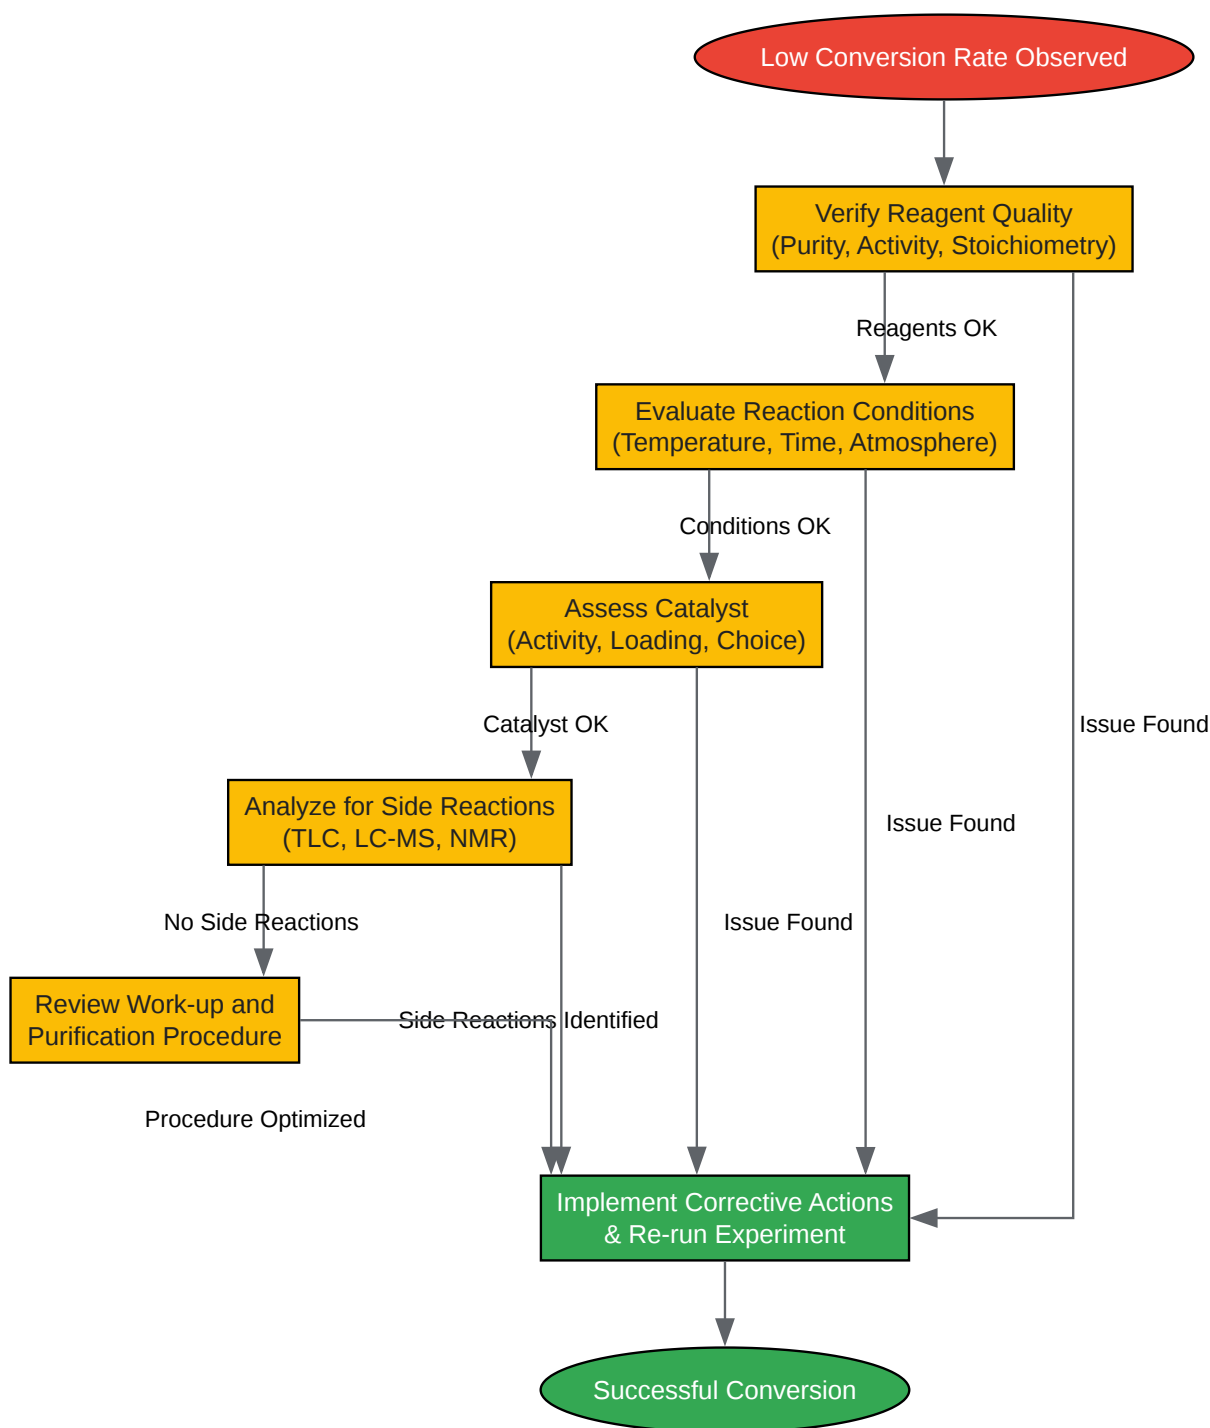 Low Conversion Rate Observed
Verify Reagent Quality
(Purity, Activity, Stoichiometry)
Reagents OK
Evaluate Reaction Conditions
(Temperature, Time, Atmosphere)
Conditions OK
Assess Catalyst
(Activity, Loading, Choice)
Catalyst OK
Issue Found
Analyze for Side Reactions
(TLC, LC-MS, NMR)
Issue Found
No Side Reactions
Issue Found
Review Work-up and
Purification Procedure
Side Reactions Identified
Procedure Optimized
Implement Corrective Actions
& Re-run Experiment
Successful Conversion